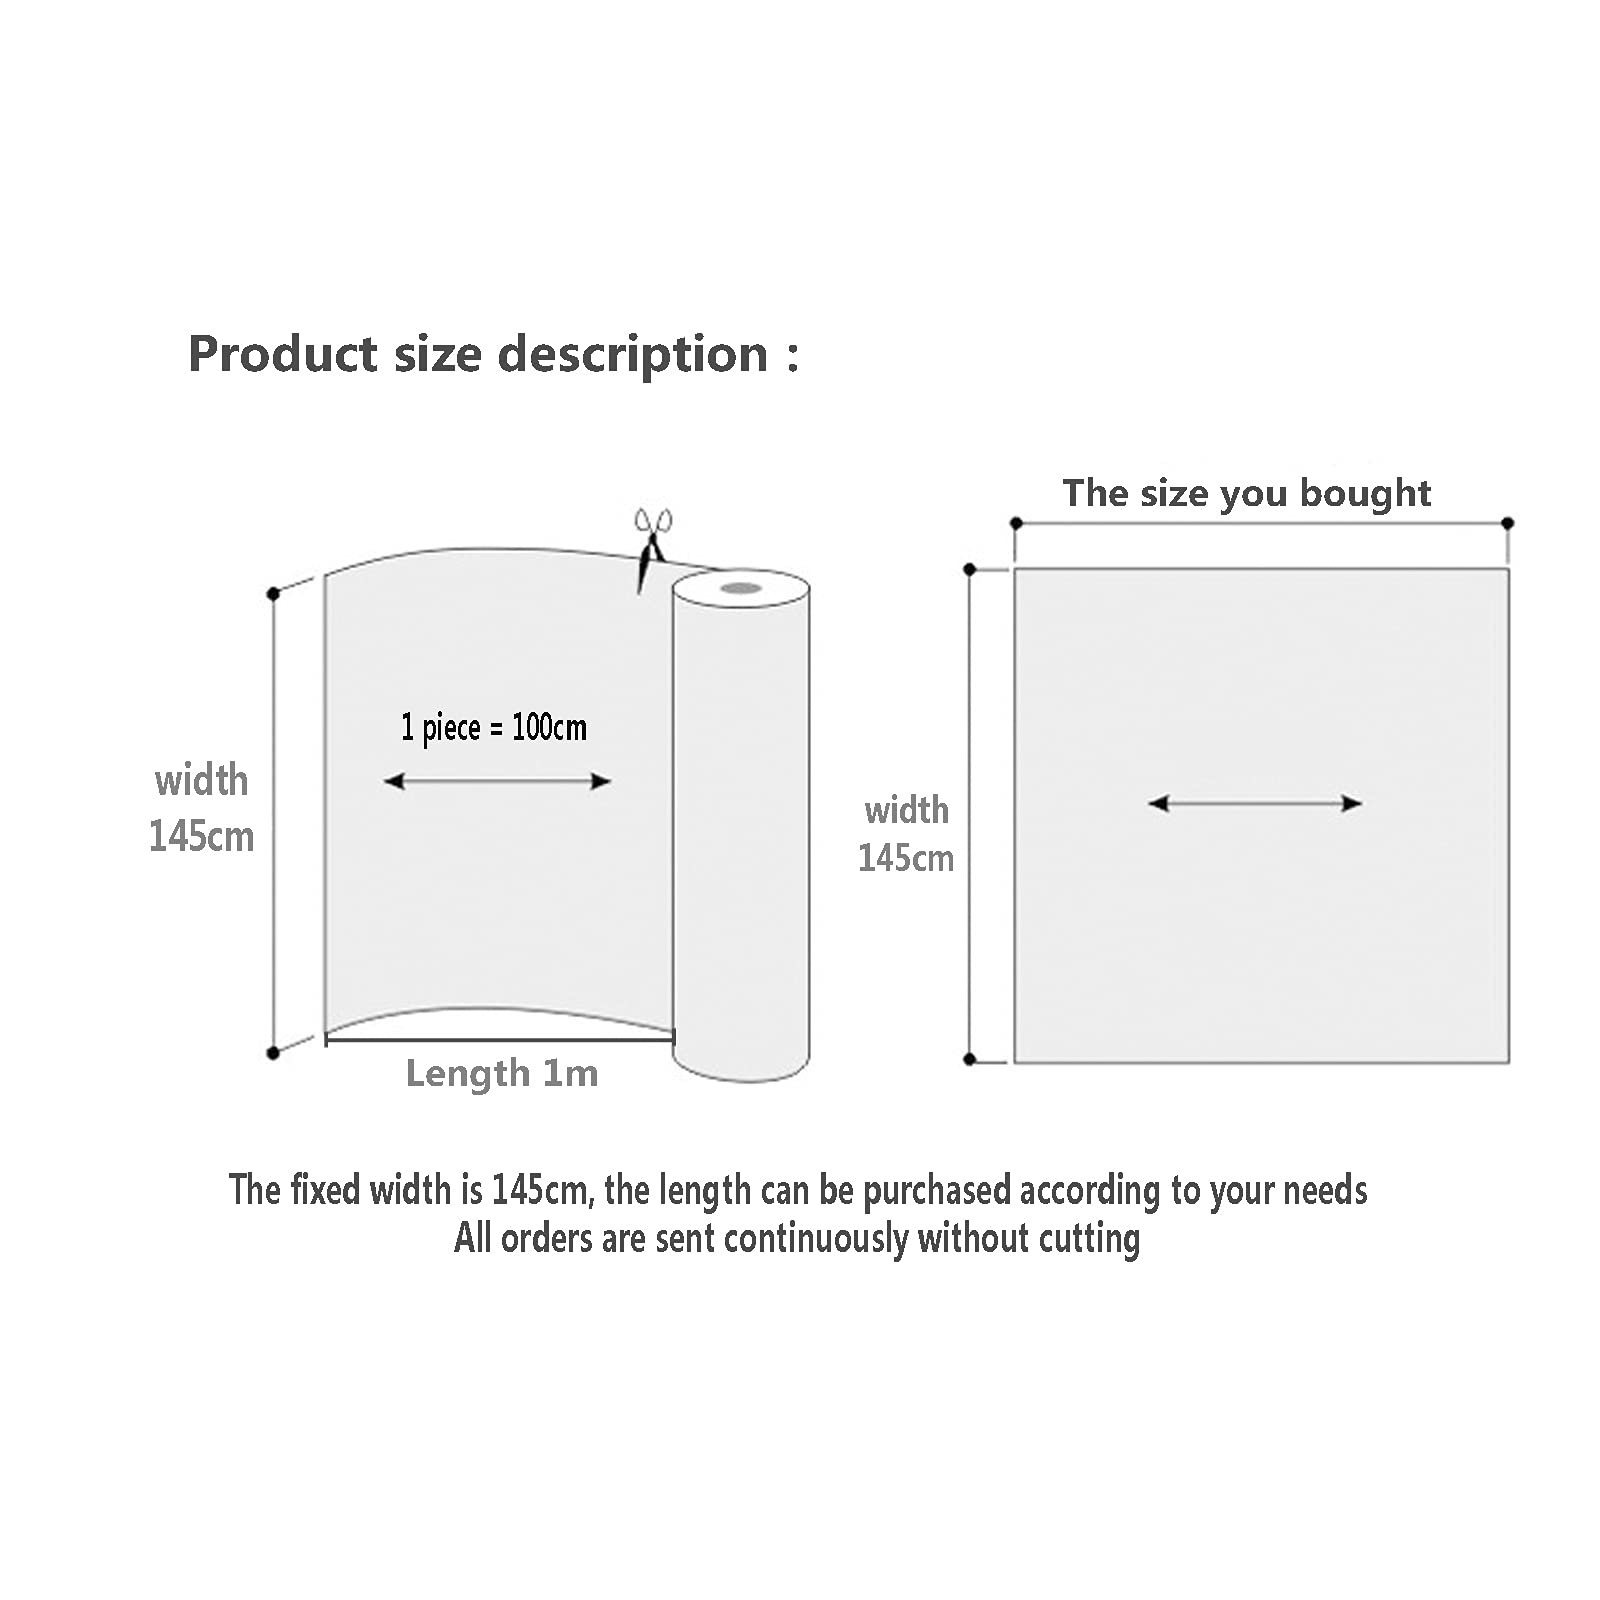 Product size description :
The size you bought
1 piece = 100cm
width
145cm
width
145cm
Length 1m
The fixed width is 145cm, the length can be purchased according to your needs
All orders are sent continuously without cutting